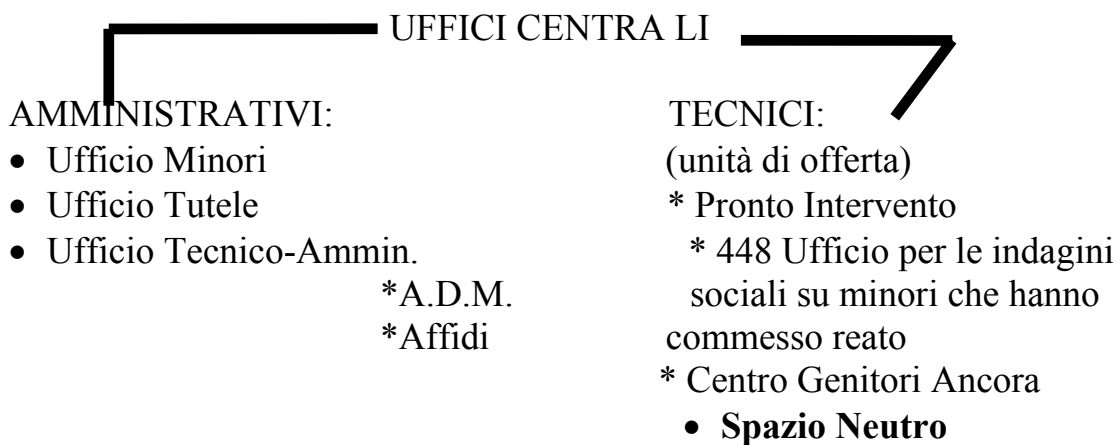 UFFICI CENTRA LI
AMMINISTRATIVI:
• Ufficio Minori
• Ufficio Tutele
• Ufficio Tecnico-Ammin.
*A.D.M.
*Affidi
TECNICI:
(unità di offerta)
* Pronto Intervento
* 448 Ufficio per le indagini
sociali su minori che hanno
commesso reato
* Centro Genitori Ancora
• Spazio Neutro